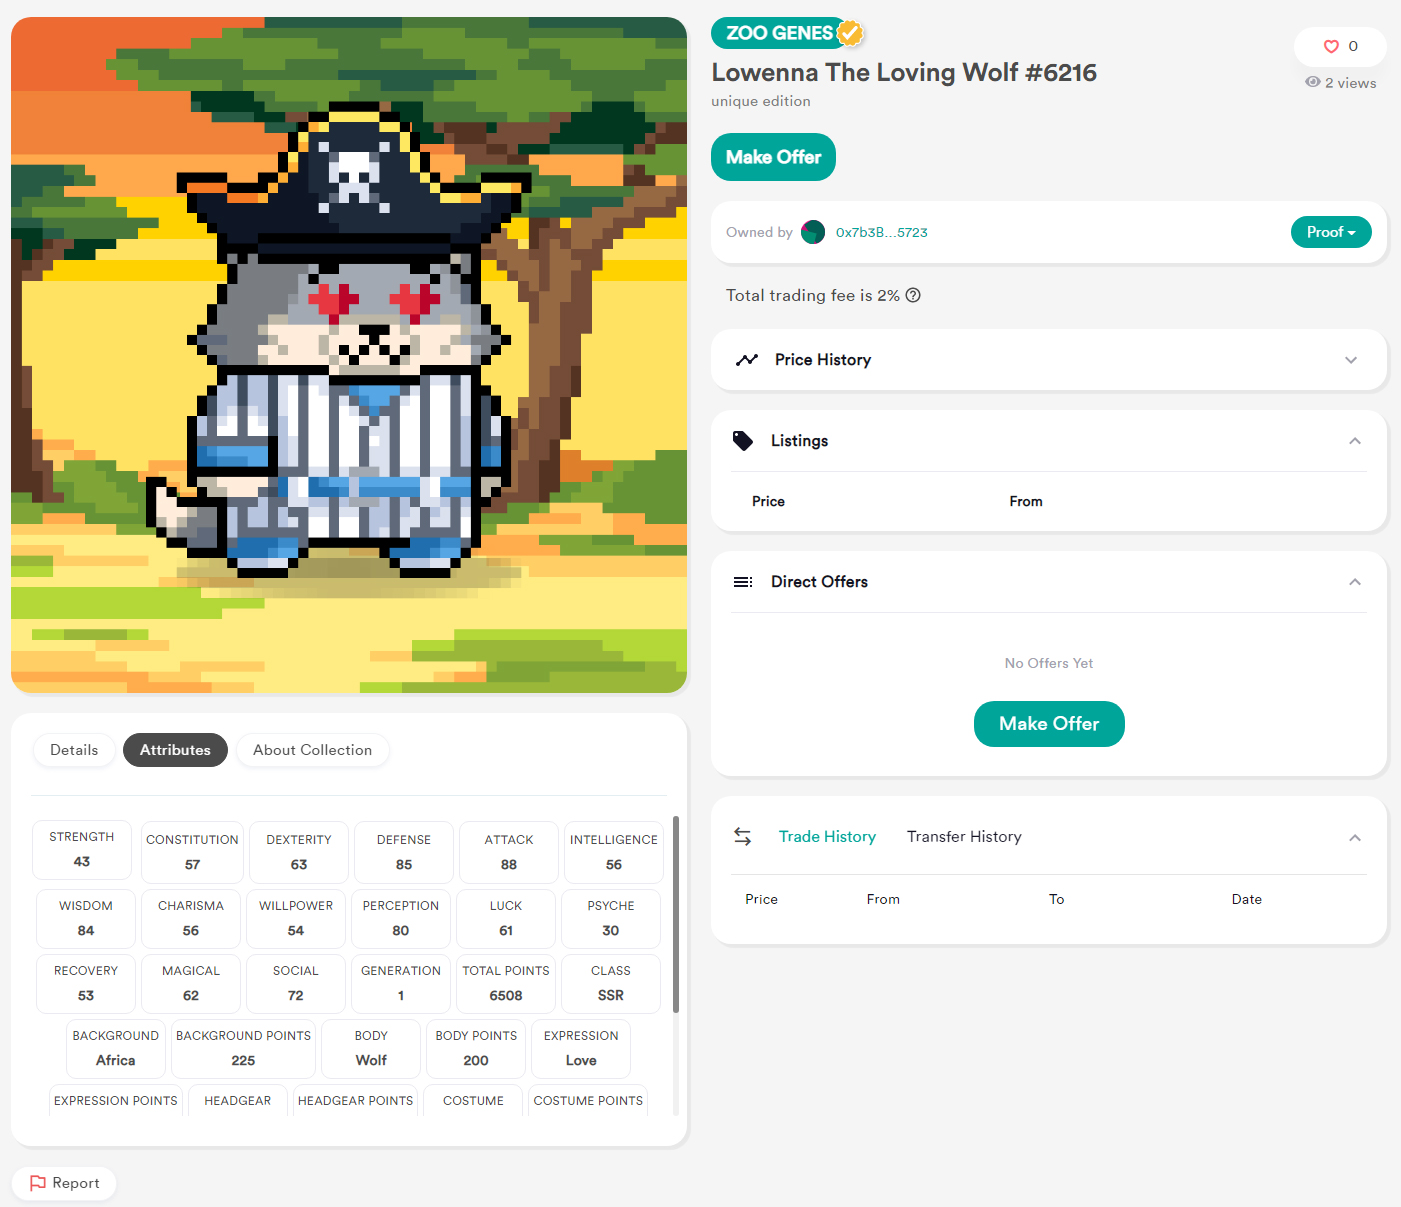 ZOO GENES
Lowenna The Loving Wolf #6216
unique edition
0
2 views
Make Offer
Owned by 0x7b3B...5723
Proof
Total trading fee is 2%
Price History
Listings
Price From
Direct Offers
No Offers Yet
Make Offer
Trade History Transfer History
Price From To Date
Details Attributes About Collection
STRENGTH CONSTITUTION DEXTERITY DEFENSE ATTACK INTELLIGENCE
43 57 63 85 88 56
WISDOM CHARISMA WILLPOWER PERCEPTION LUCK PSYCHE
84 56 54 80 61 30
RECOVERY MAGICAL SOCIAL GENERATION TOTAL POINTS CLASS
53 62 72 1 6508 SSR
BACKGROUND BACKGROUND POINTS BODY BODY POINTS EXPRESSION
Africa 225 Wolf 200 Love
EXPRESSION POINTS HEADGEAR HEADGEAR POINTS COSTUME COSTUME POINTS
Report